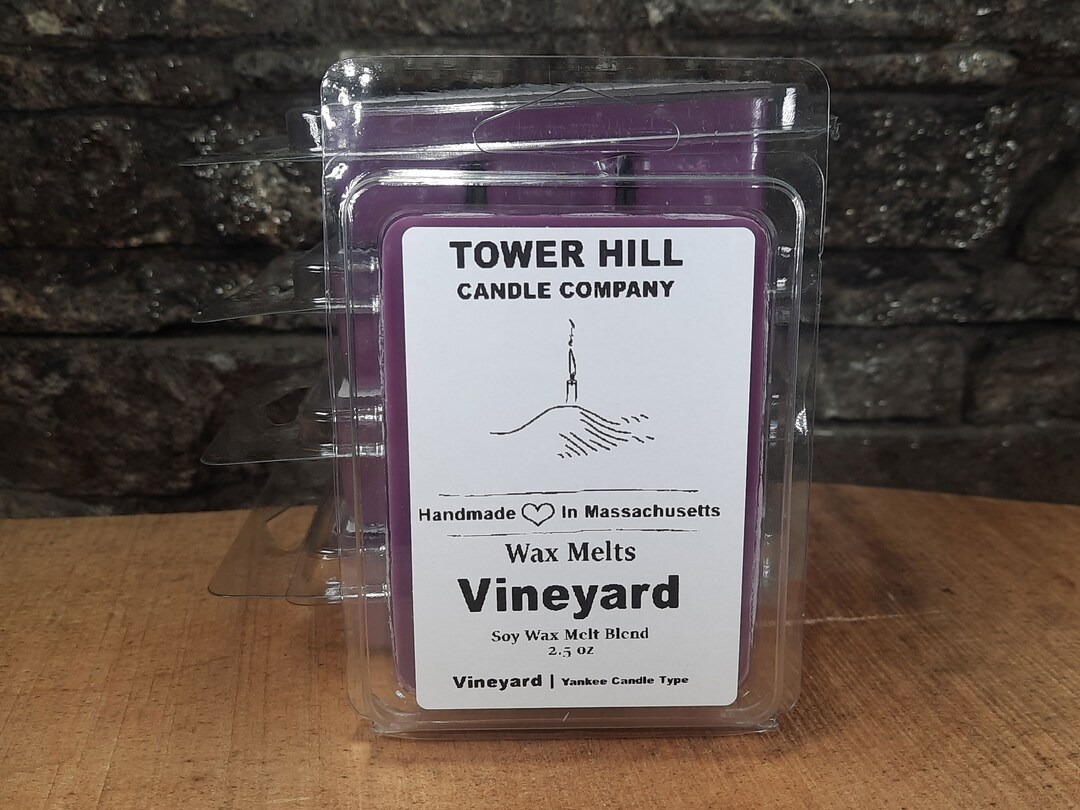 TOWER HILL
CANDLE COMPANY
Handmade In Massachusetts
Wax Melts
Vineyard
Soy Wax Melt Blend
2.5 oz
Vineyard | Yankee Candle Type